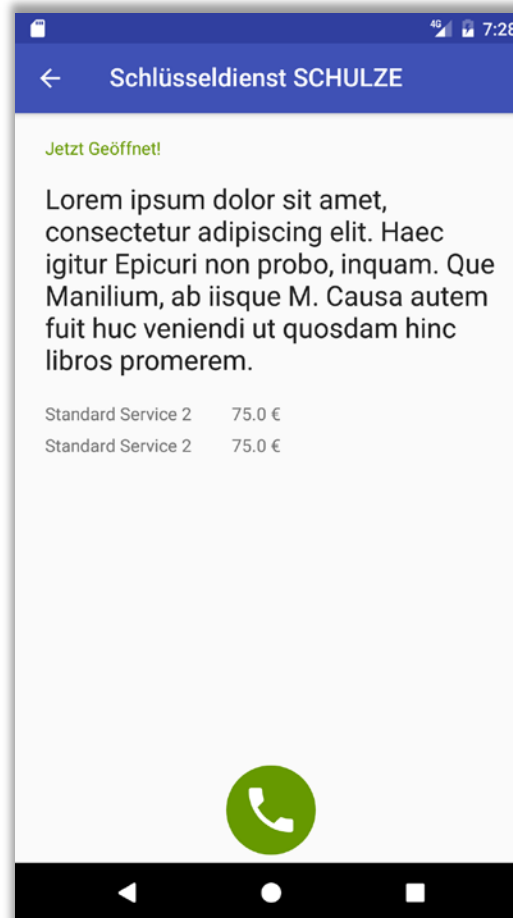 4G 7:28
Schlüsseldienst SCHULZE
Jetzt Geöffnet!
Lorem ipsum dolor sit amet,
consectetur adipiscing elit. Haec
igitur Epicuri non probo, inquam. Que
Manilium, ab iisque M. Causa autem
fuit huc veniendi ut quosdam hinc
libros promerem.
Standard Service 2 75.0 €
Standard Service 2 75.0 €